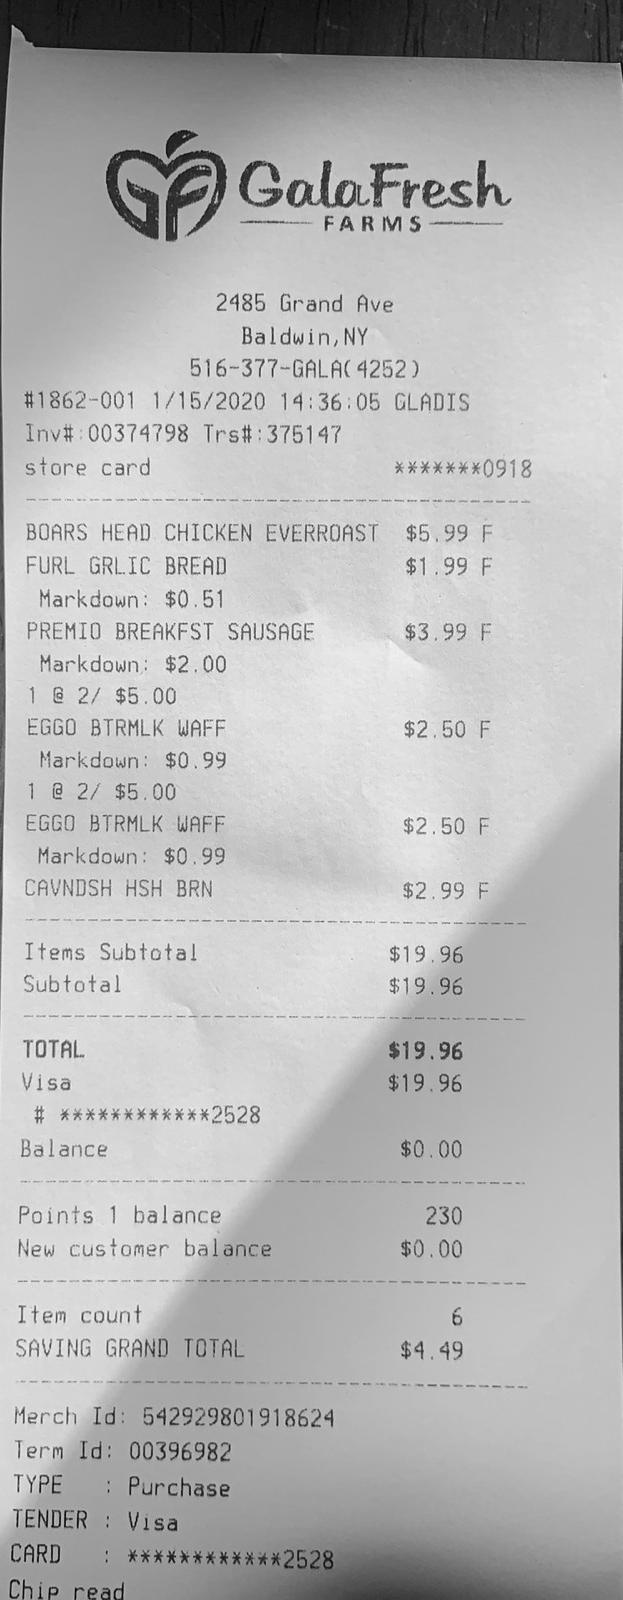 GF GalaFresh
FARMS
2485 Grand Ave
Baldwin,NY
516-377-GALA(4252)
#1862-001 1/15/2020 14:36:05 GLADIS
Inv#:00374798 Trs#:375147
store card *******0918
BOARS HEAD CHICKEN EVERROAST $5.99 F
FURL GRLIC BREAD $1.99 F
Markdown: $0.51
PREMIO BREAKFST SAUSAGE $3.99 F
Markdown: $2.00
1 @ 2/ $5.00
EGGO BTRMLK WAFF $2.50 F
Markdown: $0.99
1 @ 2/ $5.00
EGGO BTRMLK WAFF $2.50 F
Markdown: $0.99
CAVNDSH HSH BRN $2.99 F
Items Subtotal $19.96
Subtotal $19.96
TOTAL $19.96
Visa $19.96
# ************2528
Balance $0.00
Points 1 balance 230
New customer balance $0.00
Item count 6
SAVING GRAND TOTAL $4.49
Merch Id: 542929801918624
Term Id: 00396982
TYPE : Purchase
TENDER : Visa
CARD : ************2528
Chip read